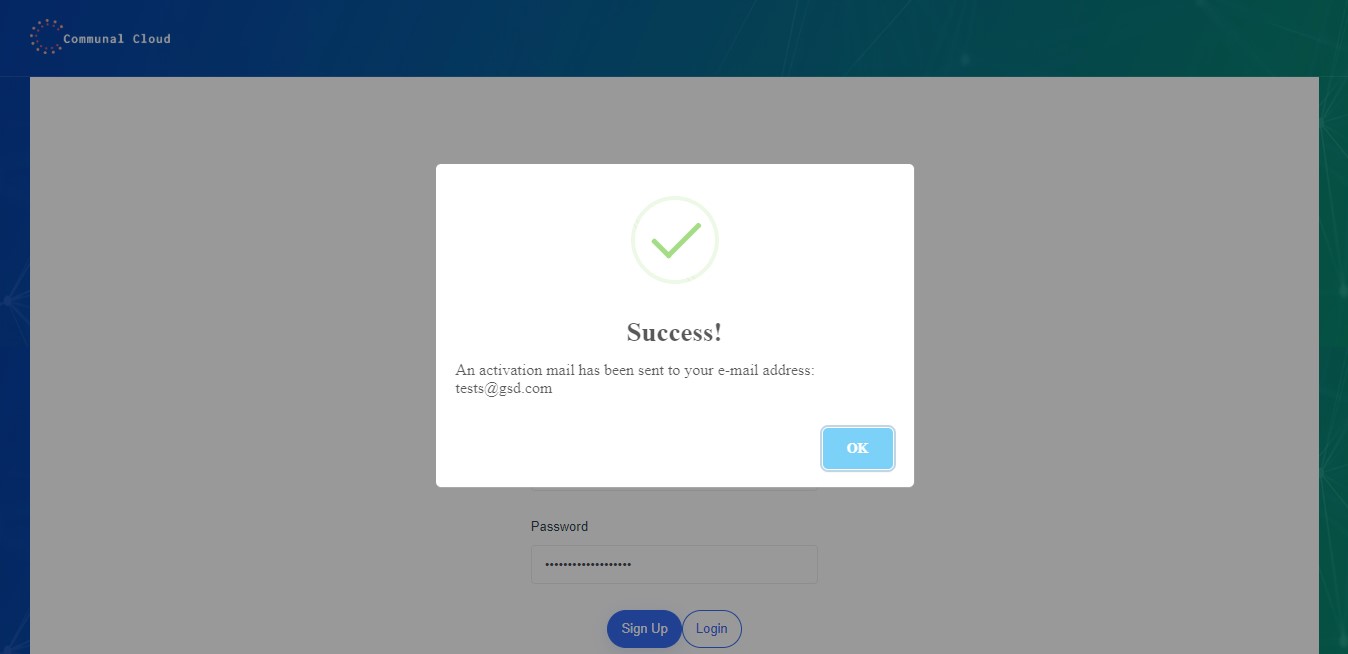 Communal Cloud
Success!
An activation mail has been sent to your e-mail address:
tests@gsd.com
OK
Password
•••••••••••••••••••
Sign Up
Login